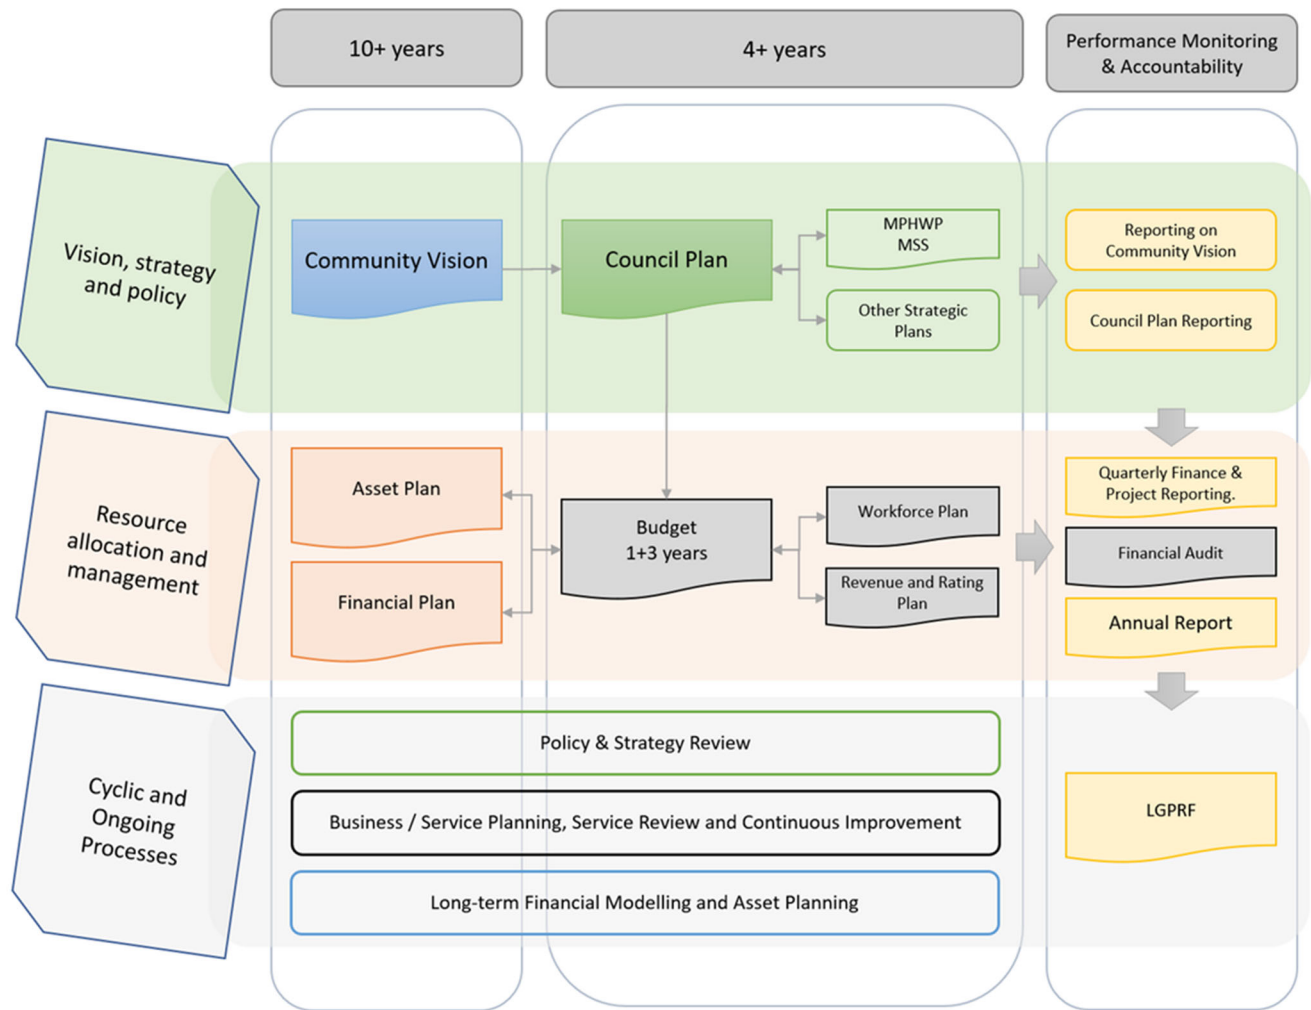 10+ years
4+ years
Performance Monitoring
& Accountability
Vision, strategy
and policy
Community Vision
Council Plan
MPHWP
MSS
Other Strategic
Plans
Reporting on
Community Vision
Council Plan Reporting
Resource
allocation and
management
Asset Plan
Financial Plan
Budget
1+3 years
Workforce Plan
Revenue and Rating
Plan
Quarterly Finance &
Project Reporting.
Financial Audit
Annual Report
Cyclic and
Ongoing
Processes
Policy & Strategy Review
Business / Service Planning, Service Review and Continuous Improvement
Long-term Financial Modelling and Asset Planning
LGPRF